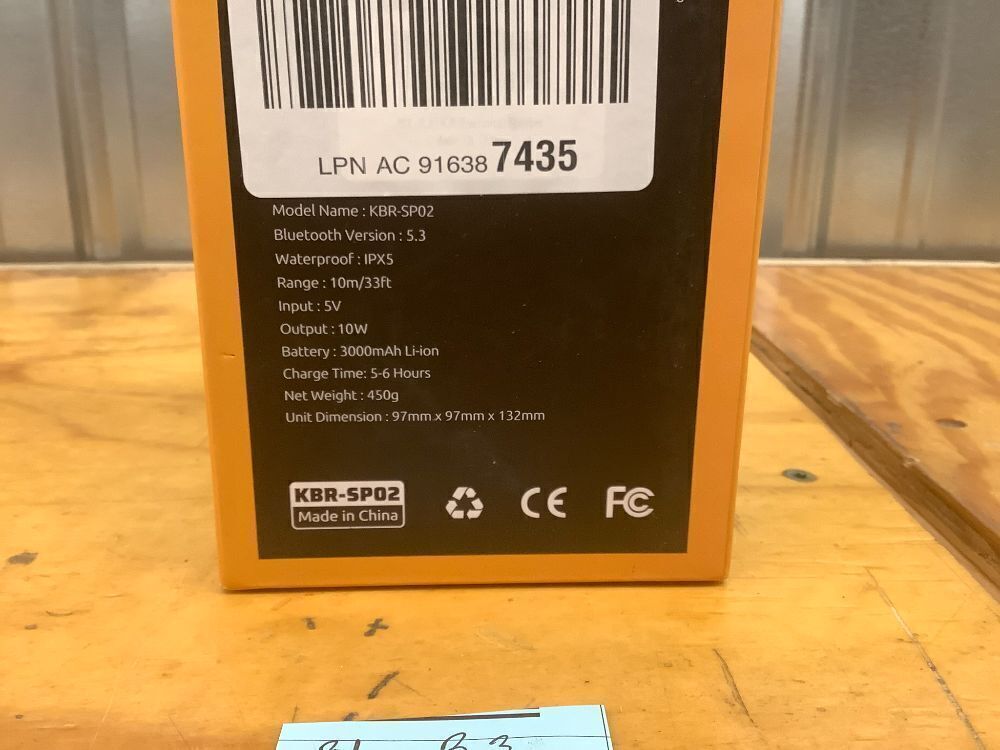 LPN AC 916387435
Model Name : KBR-SP02
Bluetooth Version : 5.3
Waterproof : IPX5
Range : 10m/33ft
Input : 5V
Output : 10W
Battery : 3000mAh Li-ion
Charge Time: 5-6 Hours
Net Weight : 450g
Unit Dimension : 97mm x 97mm x 132mm
KBR-SP02
Made in China
CE
FC